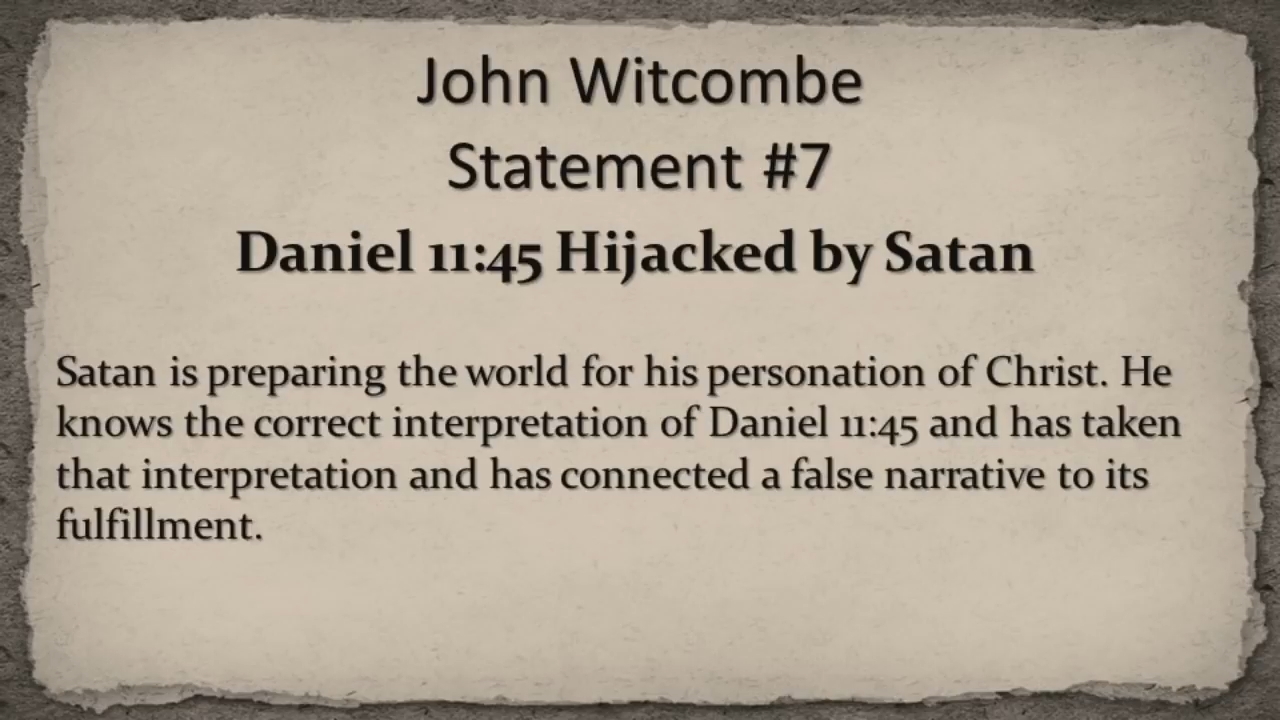 John Witcombe
Statement #7
Daniel 11:45 Hijacked by Satan
Satan is preparing the world for his personation of Christ. He
knows the correct interpretation of Daniel 11:45 and has taken
that interpretation and has connected a false narrative to its
fulfillment.